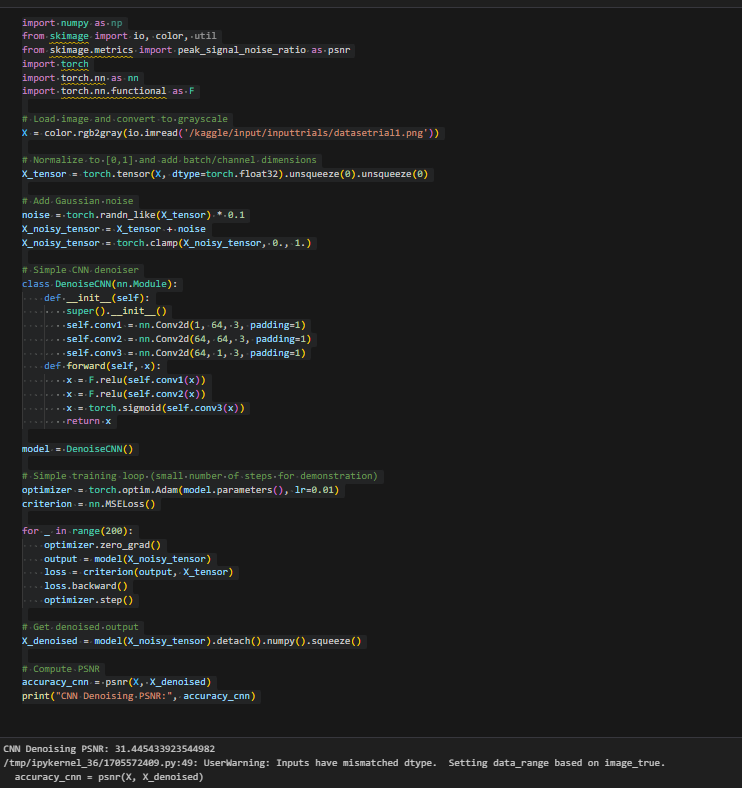 import numpy as np
from skimage import io, color, util
from skimage.metrics import peak_signal_noise_ratio as psnr
import torch
import torch.nn as nn
import torch.nn.functional as F
# Load image and convert to grayscale
X = color.rgb2gray(io.imread('/kaggle/input/inputtrials/datasetrial1.png'))
# Normalize to [0,1] and add batch/channel dimensions
X_tensor = torch.tensor(X, dtype=torch.float32).unsqueeze(0).unsqueeze(0)
# Add Gaussian noise
noise = torch.randn_like(X_tensor) * 0.1
X_noisy_tensor = X_tensor + noise
X_noisy_tensor = torch.clamp(X_noisy_tensor, 0., 1.)
# Simple CNN denoiser
class DenoiseCNN(nn.Module):
    def __init__(self):
        super().__init__()
        self.conv1 = nn.Conv2d(1, 64, 3, padding=1)
        self.conv2 = nn.Conv2d(64, 64, 3, padding=1)
        self.conv3 = nn.Conv2d(64, 1, 3, padding=1)
    def forward(self, x):
        x = F.relu(self.conv1(x))
        x = F.relu(self.conv2(x))
        x = torch.sigmoid(self.conv3(x))
        return x
model = DenoiseCNN()
# Simple training loop (small number of steps for demonstration)
optimizer = torch.optim.Adam(model.parameters(), lr=0.01)
criterion = nn.MSELoss()
for _ in range(200):
    optimizer.zero_grad()
    output = model(X_noisy_tensor)
    loss = criterion(output, X_tensor)
    loss.backward()
    optimizer.step()
# Get denoised output
X_denoised = model(X_noisy_tensor).detach().numpy().squeeze()
# Compute PSNR
accuracy_cnn = psnr(X, X_denoised)
print("CNN Denoising PSNR:", accuracy_cnn)
CNN Denoising PSNR: 31.445433923544982
/tmp/ipykernel_36/1705572409.py:49: UserWarning: Inputs have mismatched dtype.  Setting data_range based on image_true.
  accuracy_cnn = psnr(X, X_denoised)